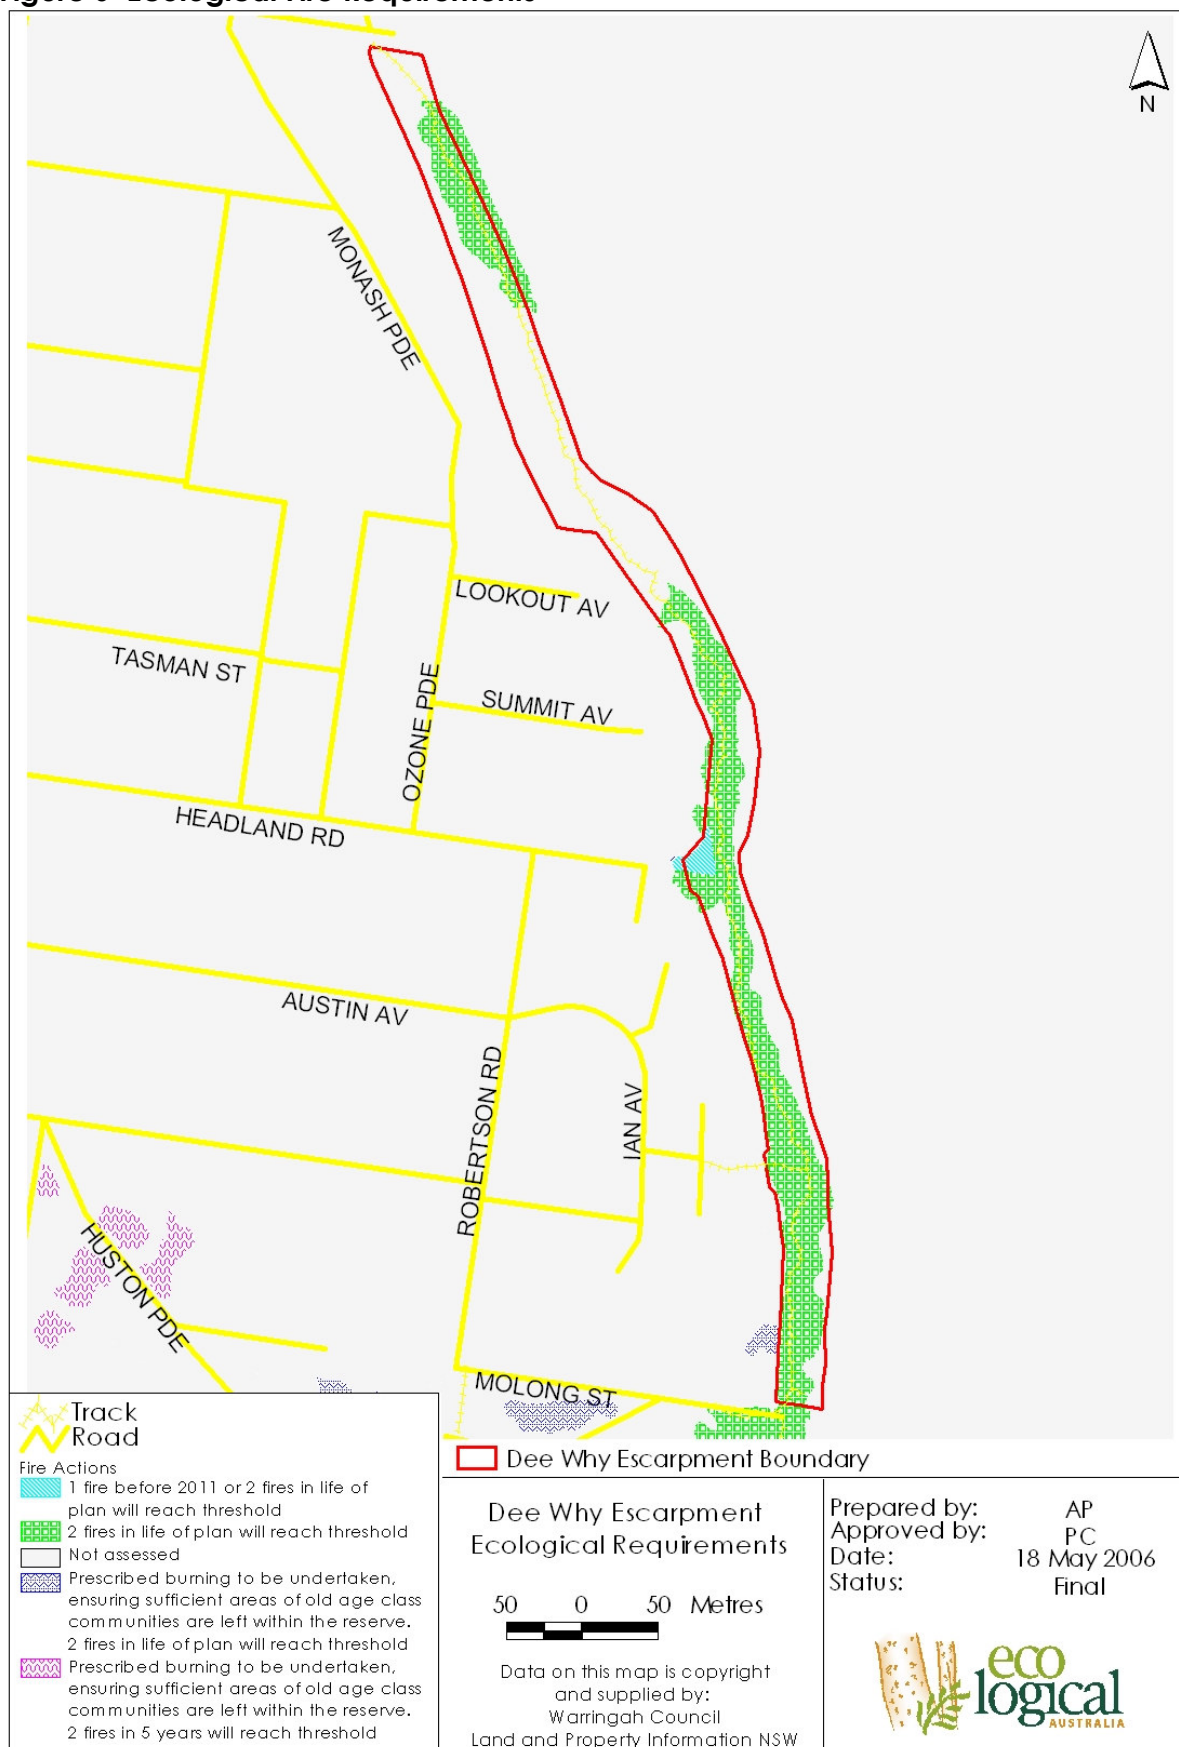 Figure 6 Ecological Fire Requirements
N
MONASH PDE
LOOKOUT AV
TASMAN ST
OZONE PDE
SUMMIT AV
HEADLAND RD
AUSTIN AV
ROBERTSON RD
IAN AV
HUSTON PDE
MOLONG ST
Track
Road
Fire Actions
1 fire before 2011 or 2 fires in life of
plan will reach threshold
2 fires in life of plan will reach threshold
Not assessed
Prescribed burning to be undertaken,
ensuring sufficient areas of old age class
communities are left within the reserve.
2 fires in life of plan will reach threshold
Prescribed burning to be undertaken,
ensuring sufficient areas of old age class
communities are left within the reserve.
2 fires in 5 years will reach threshold
Dee Why Escarpment Boundary
Dee Why Escarpment
Ecological Requirements
50 0 50 Metres
Data on this map is copyright
and supplied by:
Warringah Council
Land and Property Information NSW
Prepared by: AP
Approved by: PC
Date: 18 May 2006
Status: Final
eco
logical
AUSTRALIA